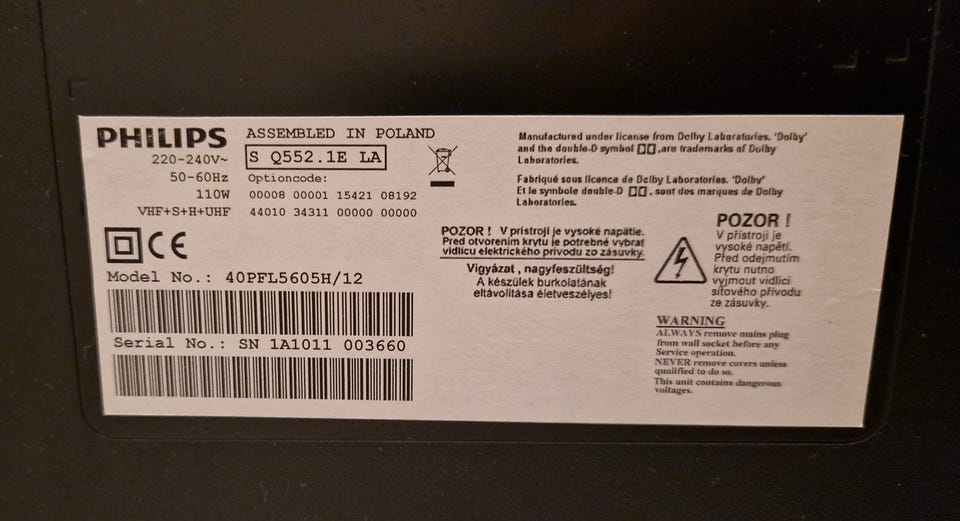 PHILIPS
ASSEMBLED IN POLAND
220-240V~
S Q552.1E LA
50-60Hz
Optioncode:
110W
00008 00001 15421 08192
VHF+S+H+UHF
44010 34311 00000 00000
CE
Model No.: 40PFL5605H/12
Serial No.: SN 1A1011 003660
Manufactured under license from Dolby Laboratories. 'Dolby'
and the double-D symbol ,are trademarks of Dolby
Laboratories.
Fabriqué sous licence de Dolby Laboratories. 'Dolby'
Et le symbole double-D , sont des marques de Dolby
Laboratories.
POZOR ! V prístroji je vysoké napätie.
Pred otvorením krytu je potrebné vybrat
vidlicu elektrického prívodu zo zásuvky.
Vigyázat, nagyfeszültség!
A készülek burkolatának
eltávolítása életveszélyes!
POZOR !
V přístroji je
vysoké napětí.
Před odejmutím
krytu nutno
vyjmout vidlici
síťového přívodu
ze zásuvky.
WARNING
ALWAYS remove mains plug
from wall socket before any
Service operation.
NEVER remove covers unless
qualified to do so.
This unit contains dangerous
voltages.